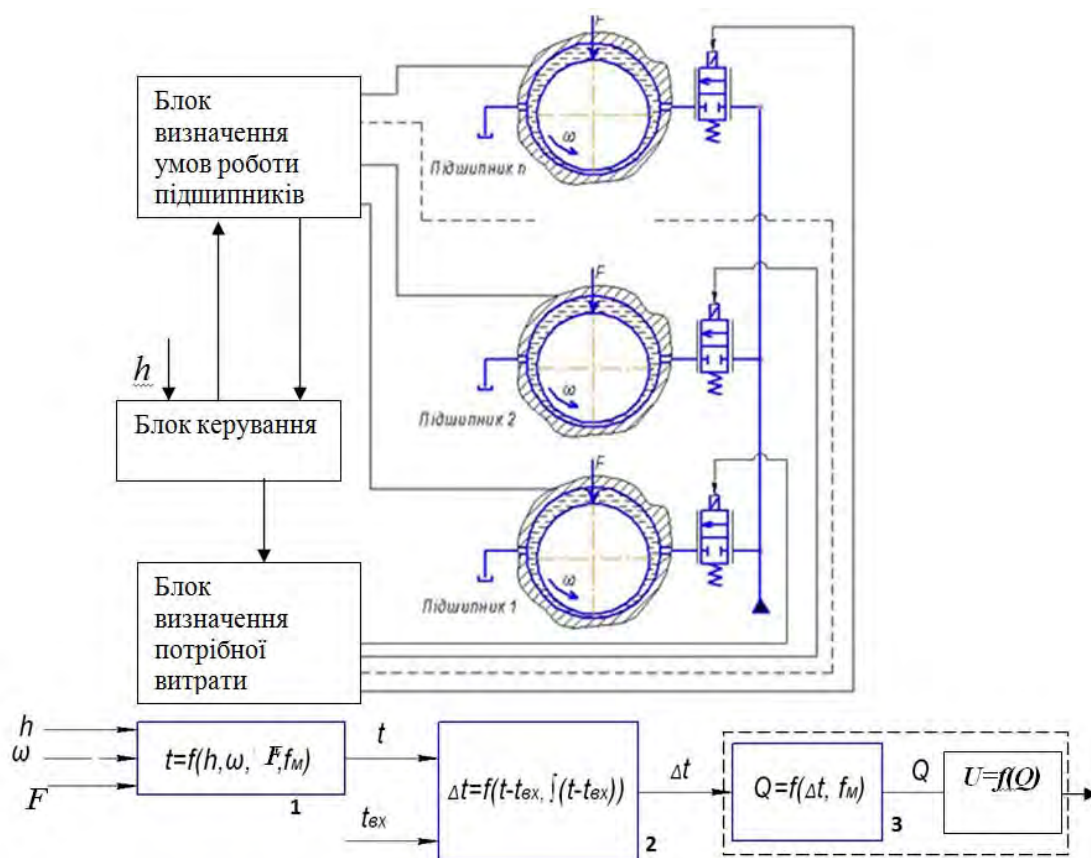 F
Блок
визначення
умов роботи
підшипників
ω
Підшипник n
F
h
ω
Блок керування
Підшипник 2
F
ω
Блок
визначення
потрібної
витрати
Підшипник 1
h
ω
F
t=f(h,ω, F,fм)
1
t
tвх
Δt=f(t-tвх, ∫(t-tвх))
2
Δt
Q=f(Δt, fм)
3
Q
U=f(Q)